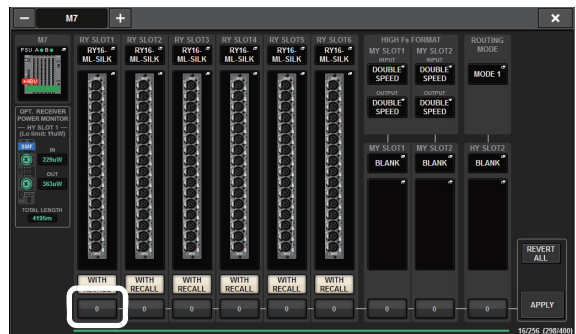 M7
M7
PSU A B
+48V
OPT. RECEIVER
POWER MONITOR
HY SLOT 1
(Lo limit: 11uW)
SMF
IN
229uW
OUT
363uW
TOTAL LENGTH
4195m
RY SLOT1 RY SLOT2 RY SLOT3 RY SLOT4 RY SLOT5 RY SLOT6
RY16-ML-SILK RY16-ML-SILK RY16-ML-SILK RY16-ML-SILK RY16-ML-SILK RY16-ML-SILK
WITH RECALL WITH RECALL WITH RECALL WITH RECALL WITH RECALL WITH RECALL
0 0 0 0 0 0
HIGH Fs FORMAT
MY SLOT1 MY SLOT2
INPUT INPUT
DOUBLE SPEED DOUBLE SPEED
OUTPUT OUTPUT
DOUBLE SPEED DOUBLE SPEED
ROUTING
MODE
MODE 1
MY SLOT1 MY SLOT2 HY SLOT2
BLANK BLANK BLANK
0 0 0
REVERT
ALL
APPLY
16/256 (298/400)